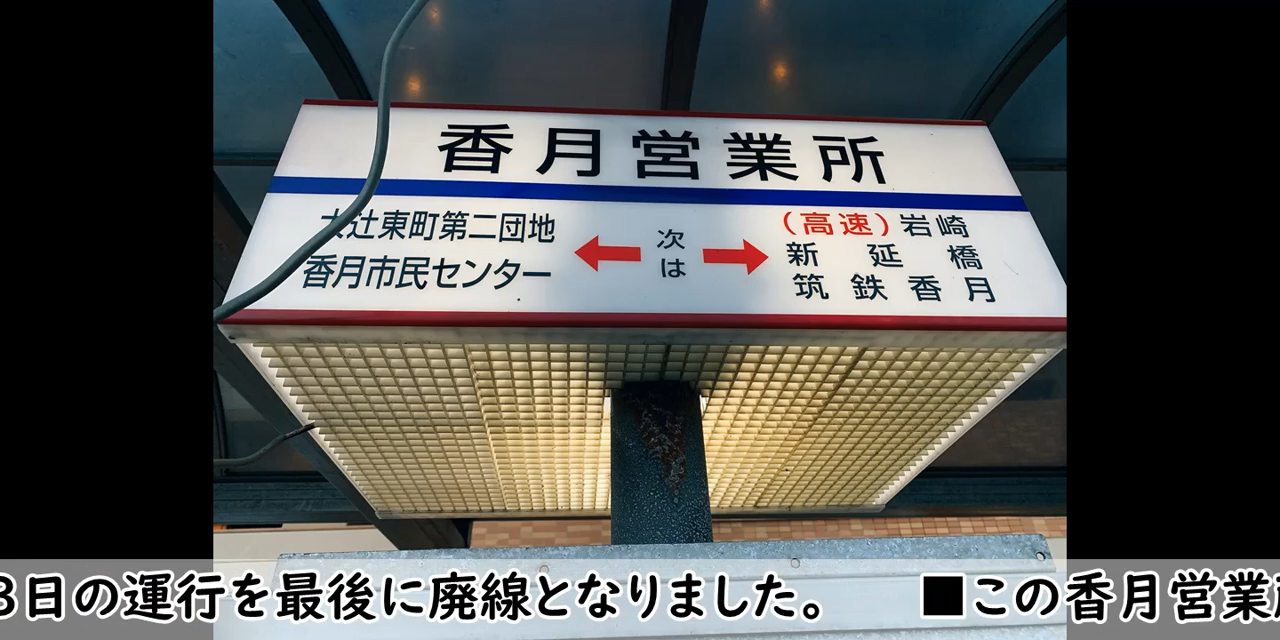 香月営業所
大辻東町第二団地
香月市民センター
次は
（高速）岩崎
新延橋
筑鉄香月
3日の運行を最後に廃線となりました。 ■この香月営業